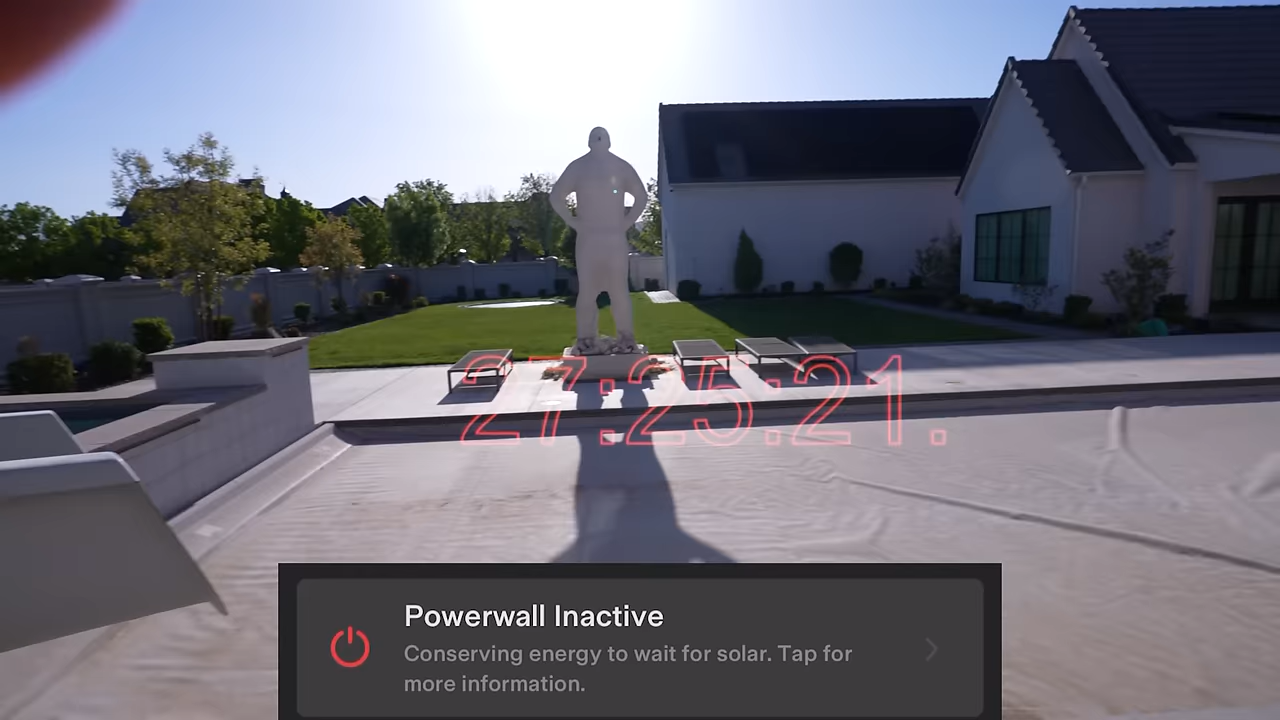 27:25:21.
Powerwall Inactive
Conserving energy to wait for solar. Tap for
more information.